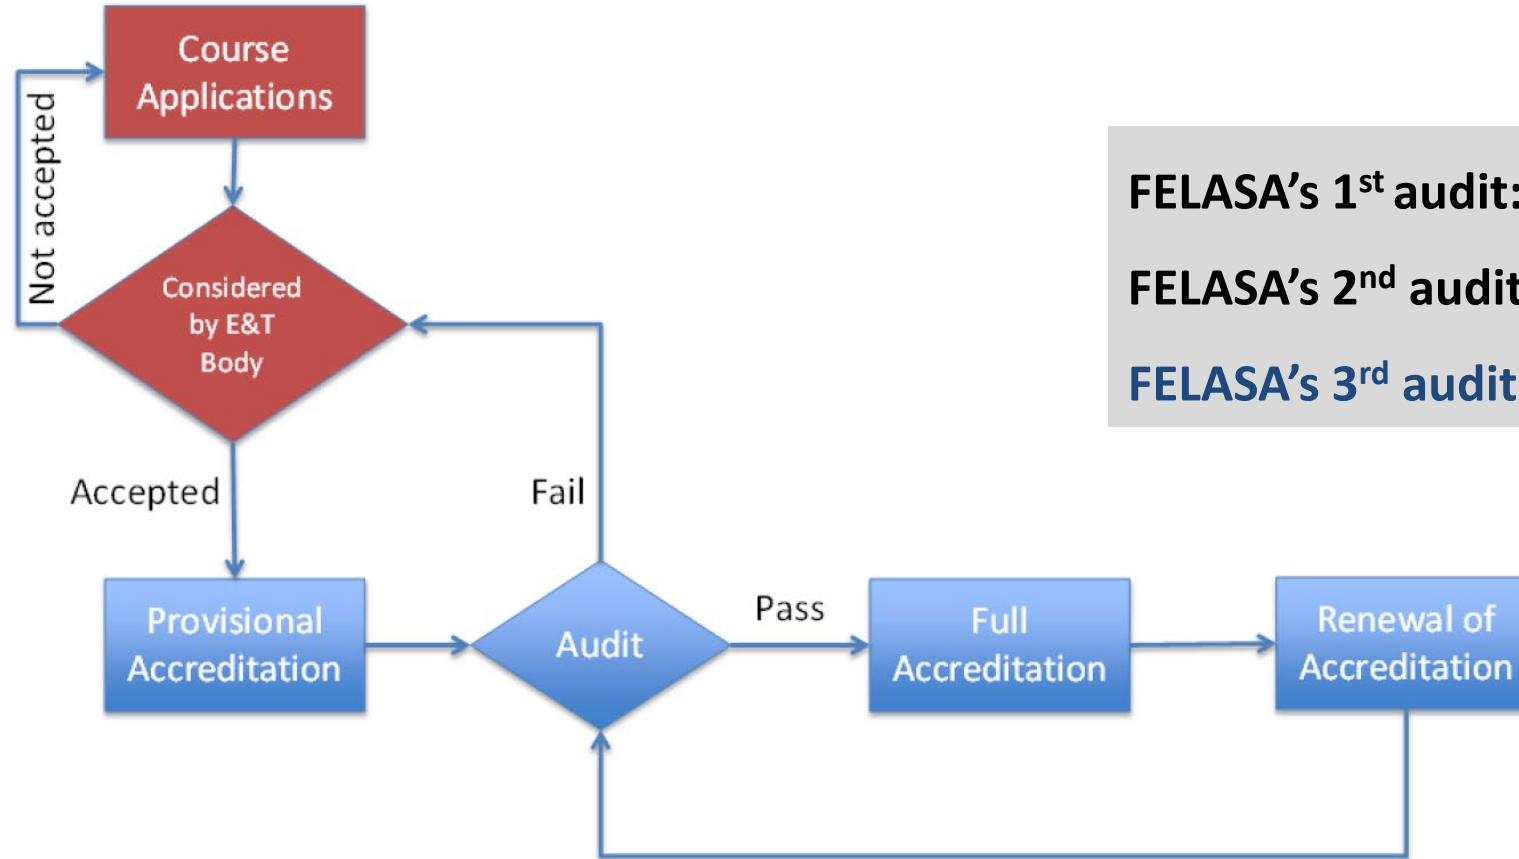 Course
Applications
Not accepted
Considered
by E&T
Body
Accepted
Fail
Provisional
Accreditation
Audit
Pass
Full
Accreditation
Renewal of
Accreditation
FELASA’s 1st audit:
FELASA’s 2nd audit
FELASA’s 3rd audit